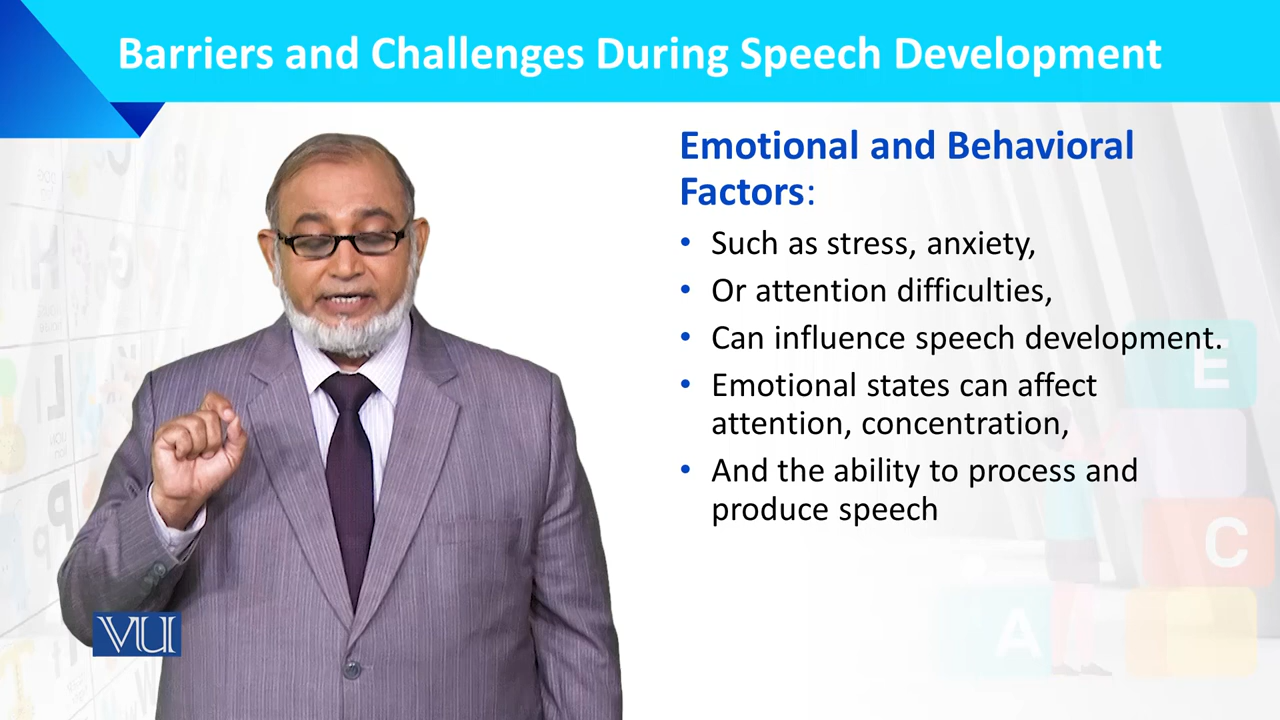 Barriers and Challenges During Speech Development
Emotional and Behavioral
Factors:
• Such as stress, anxiety,
• Or attention difficulties,
• Can influence speech development.
• Emotional states can affect
attention, concentration,
• And the ability to process and
produce speech
VU
E
C
A